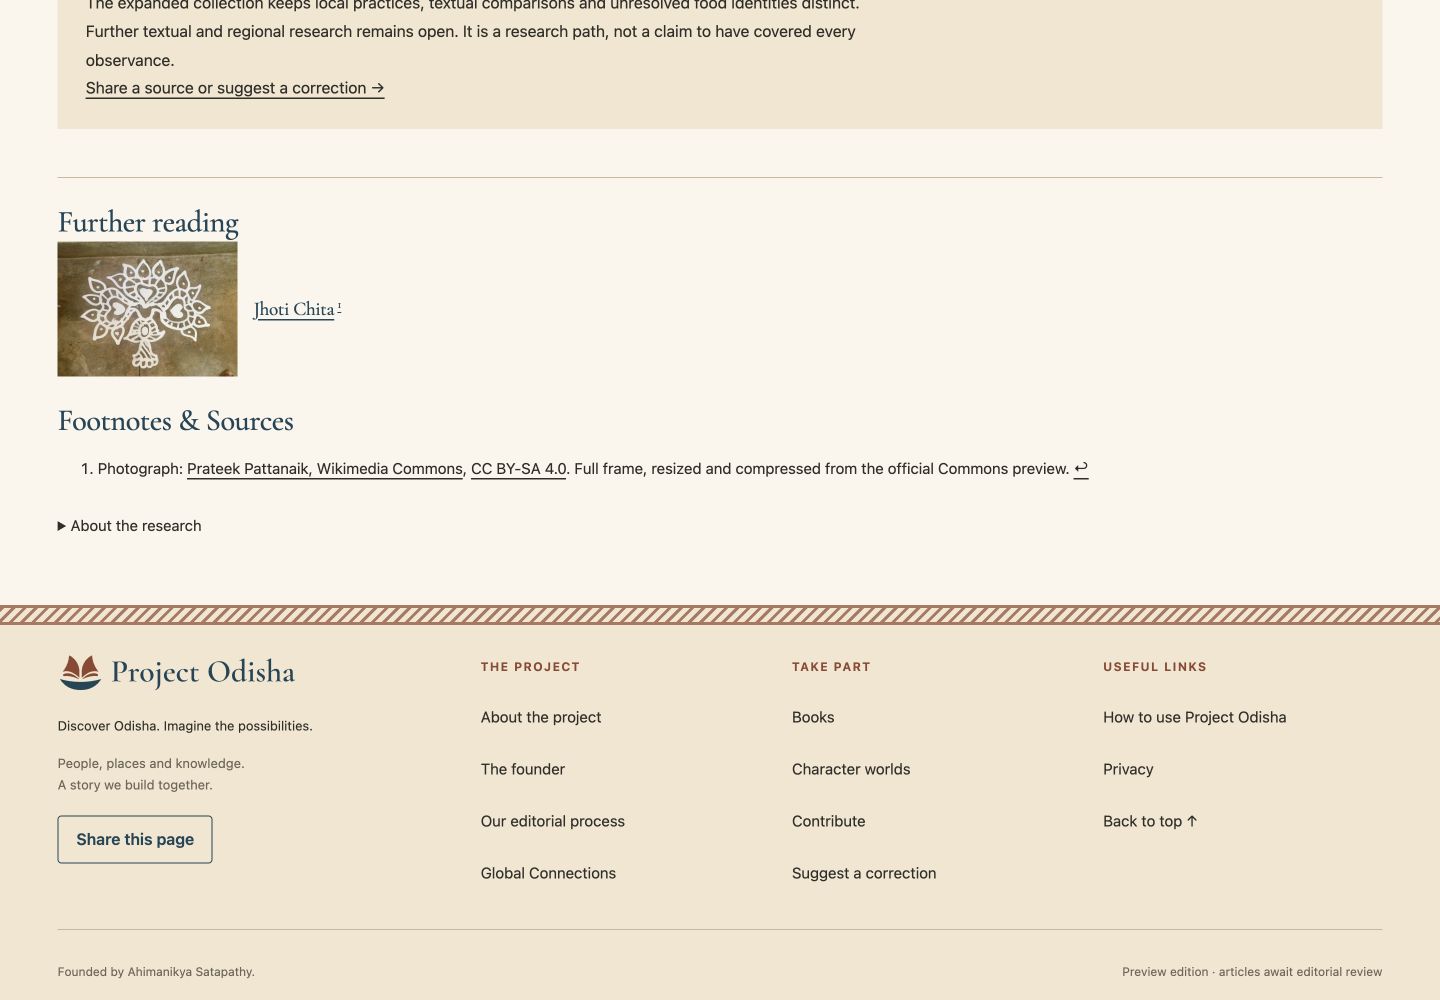 The expanded collection keeps local practices, textual comparisons and unresolved food identities distinct.
Further textual and regional research remains open. It is a research path, not a claim to have covered every
observance.
Share a source or suggest a correction →
Further reading
Jhoti Chita 1
Footnotes & Sources
1. Photograph: Prateek Pattanaik, Wikimedia Commons, CC BY-SA 4.0. Full frame, resized and compressed from the official Commons preview. ↩
▶ About the research
Project Odisha
Discover Odisha. Imagine the possibilities.
People, places and knowledge.
A story we build together.
Share this page
THE PROJECT
About the project
The founder
Our editorial process
Global Connections
TAKE PART
Books
Character worlds
Contribute
Suggest a correction
USEFUL LINKS
How to use Project Odisha
Privacy
Back to top ↑
Founded by Ahimanikya Satapathy.
Preview edition · articles await editorial review